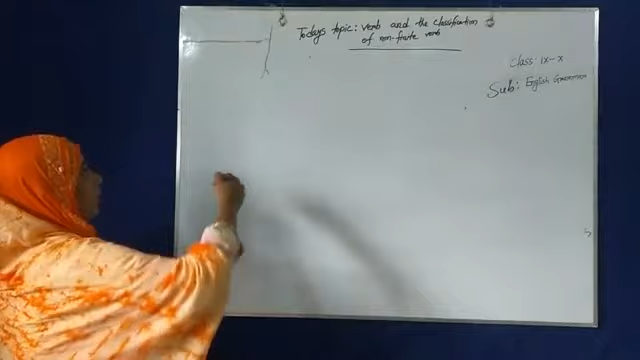 Todays topic: verb and the classification
of non-finite verb
Class: IX-X
Sub: English Grammar